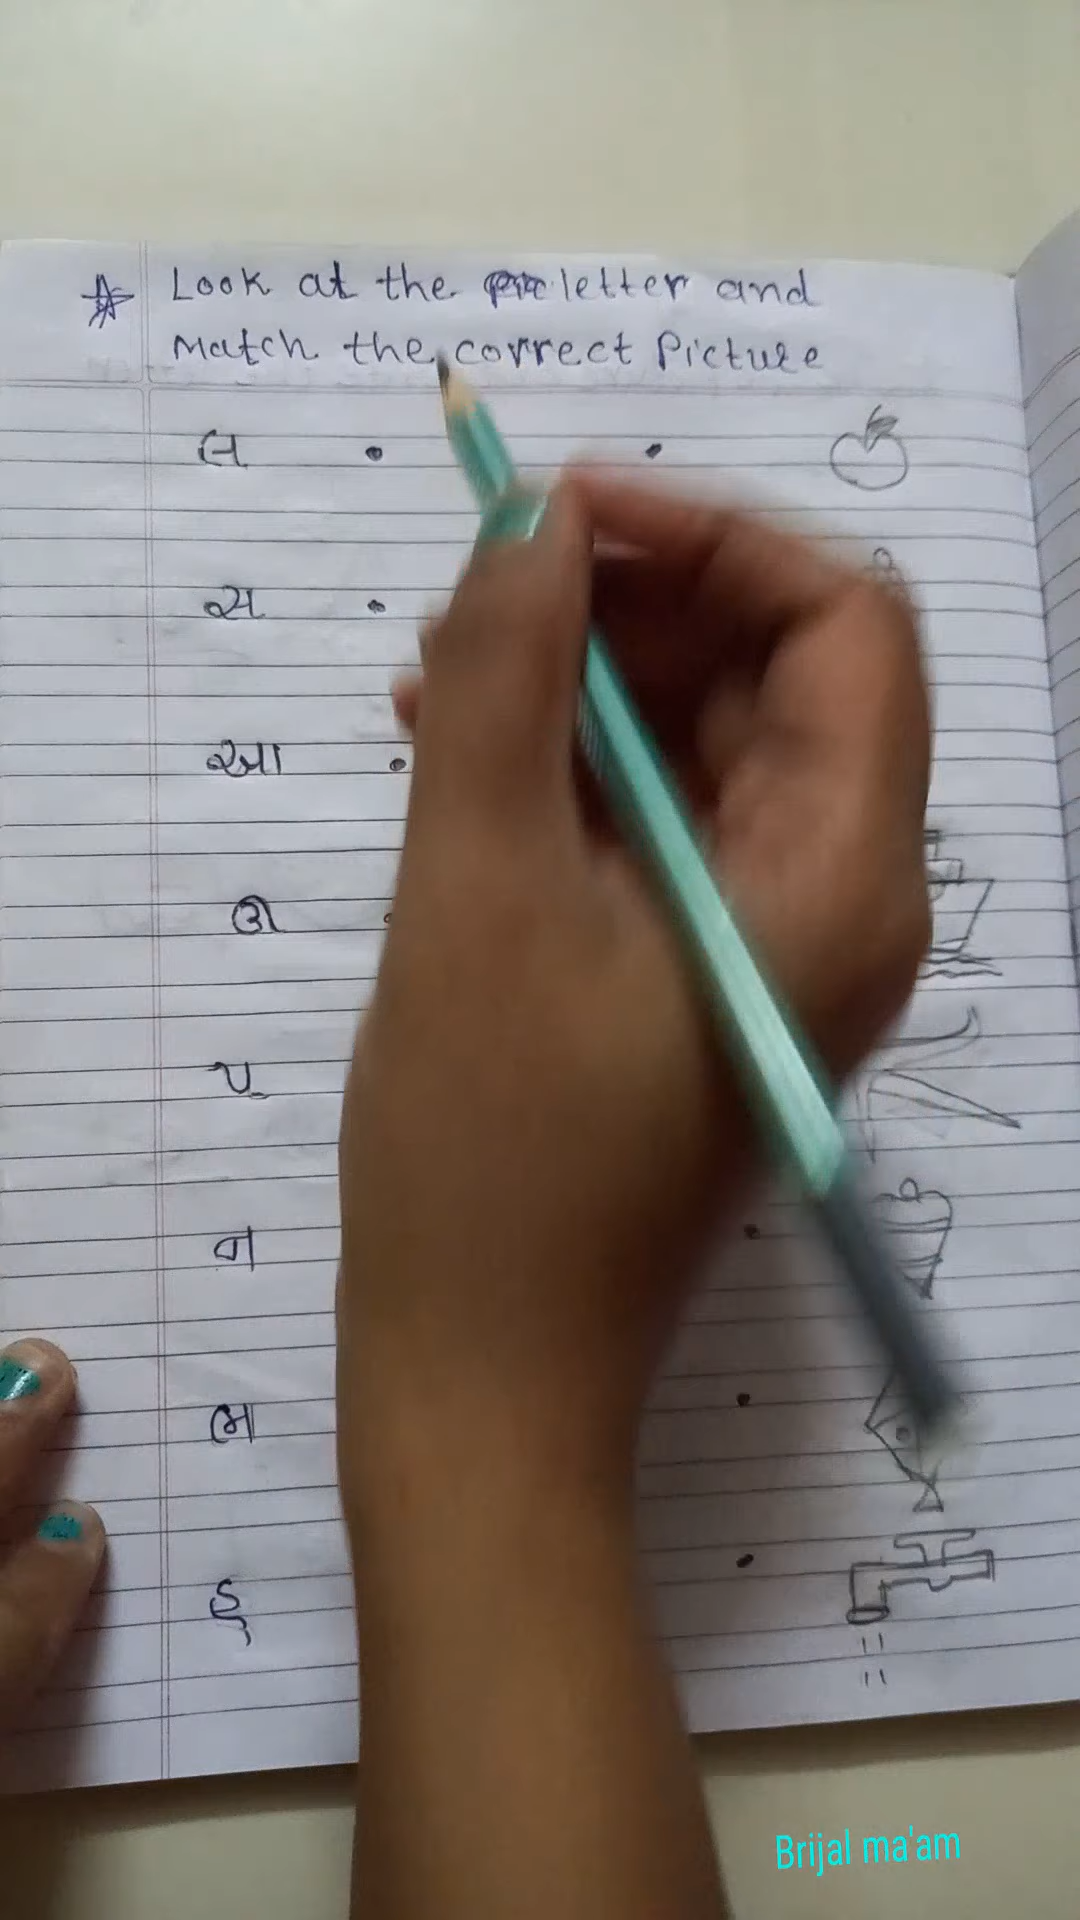 Look at the letter and
Match the correct Picture
લ
અ
આ
ઊ
પ
ળ
ભ
ડ
Brijal ma'am